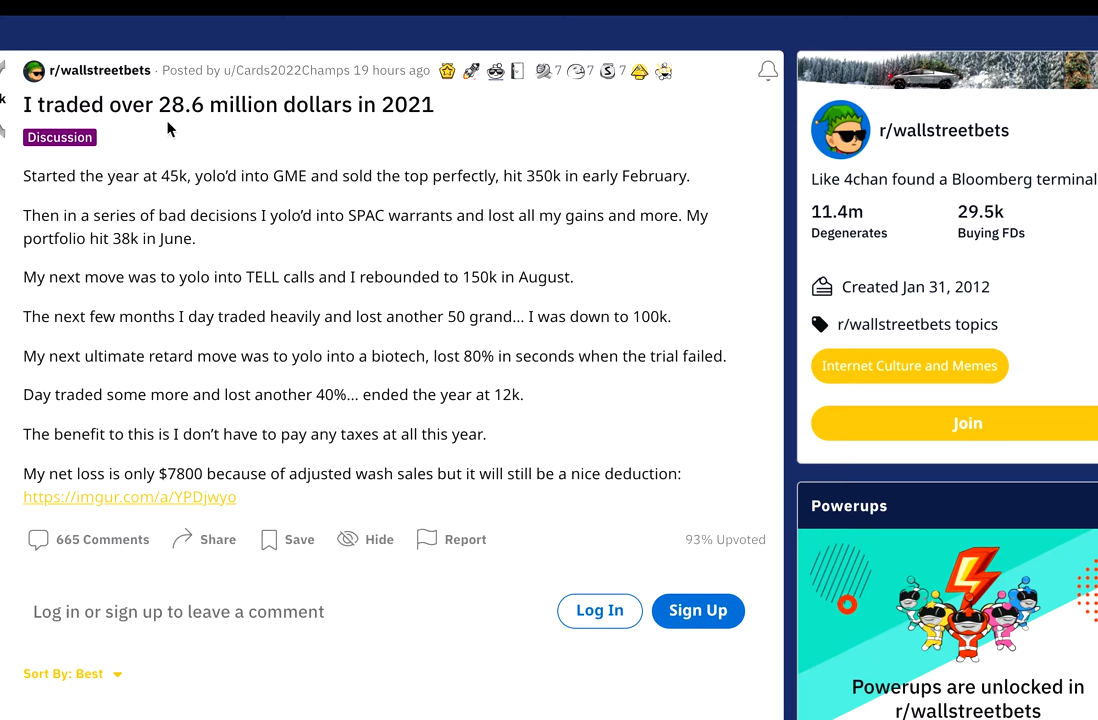 r/wallstreetbets · Posted by u/Cards2022Champs 19 hours ago 7 7 7
k
I traded over 28.6 million dollars in 2021
Discussion
Started the year at 45k, yolo’d into GME and sold the top perfectly, hit 350k in early February.
Then in a series of bad decisions I yolo’d into SPAC warrants and lost all my gains and more. My
portfolio hit 38k in June.
My next move was to yolo into TELL calls and I rebounded to 150k in August.
The next few months I day traded heavily and lost another 50 grand... I was down to 100k.
My next ultimate retard move was to yolo into a biotech, lost 80% in seconds when the trial failed.
Day traded some more and lost another 40%... ended the year at 12k.
The benefit to this is I don’t have to pay any taxes at all this year.
My net loss is only $7800 because of adjusted wash sales but it will still be a nice deduction:
https://imgur.com/a/YPDjwyo
665 Comments Share Save Hide Report 93% Upvoted
Log in or sign up to leave a comment Log In Sign Up
Sort By: Best
r/wallstreetbets
Like 4chan found a Bloomberg terminal
11.4m 29.5k
Degenerates Buying FDs
Created Jan 31, 2012
r/wallstreetbets topics
Internet Culture and Memes
Join
Powerups
Powerups are unlocked in
r/wallstreetbets